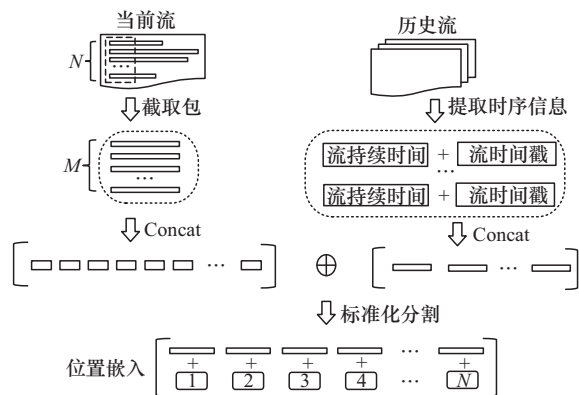 当前流
历史流
N
...
截取包
提取时序信息
M
...
流持续时间 + 流时间戳
...
流持续时间 + 流时间戳
Concat
Concat
... ⊕ ...
标准化分割
位置嵌入
+ + + + ... +
1 2 3 4 ... N